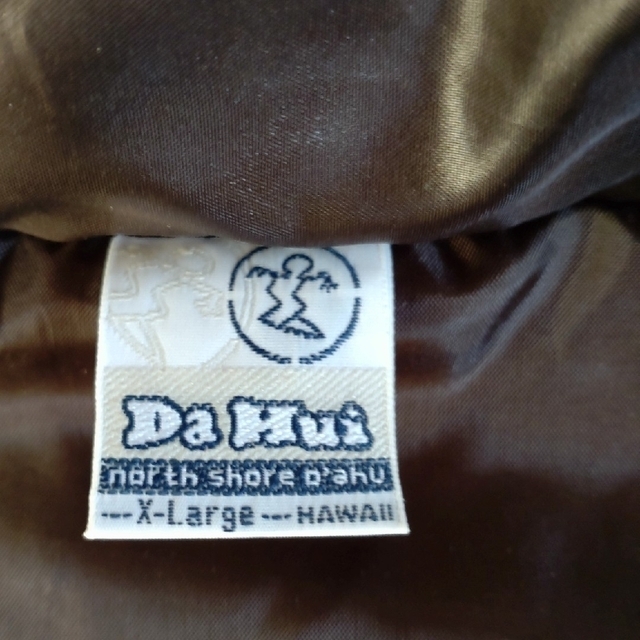 Da Hui
north shore o'ahu
---X-Large---HAWAII